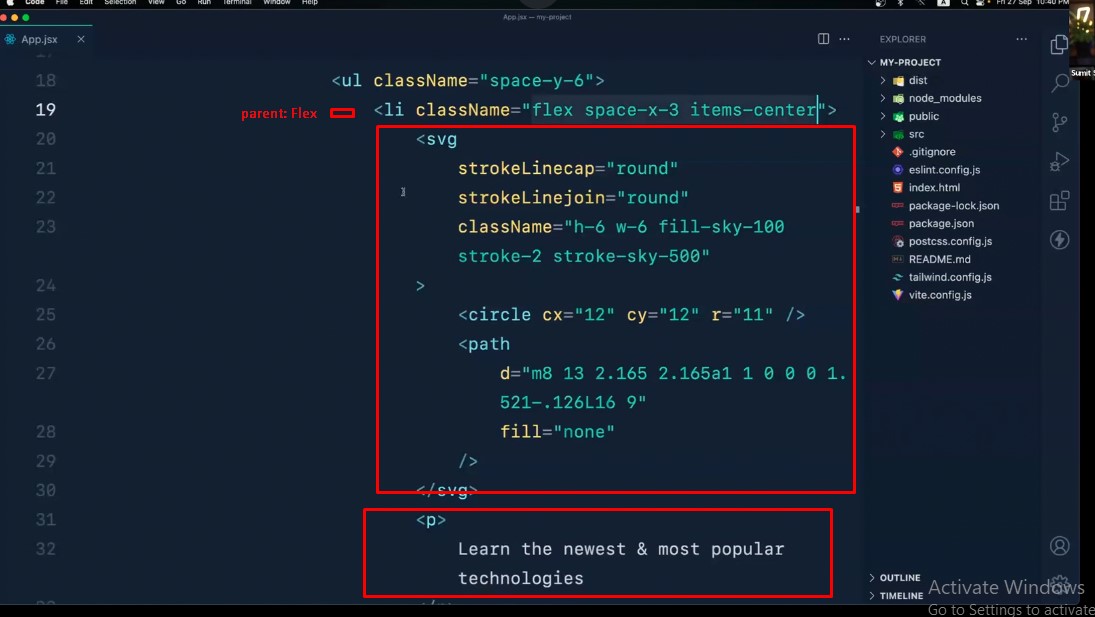 Code File Edit Selection View Go Run Terminal Window Help
Fri 27 Sep 10:40 PM
App.jsx — my-project
App.jsx
EXPLORER
Sumit S
MY-PROJECT
dist
node_modules
public
src
.gitignore
eslint.config.js
index.html
package-lock.json
package.json
postcss.config.js
README.md
tailwind.config.js
vite.config.js
18 <ul className="space-y-6">
parent: Flex
19 <li className="flex space-x-3 items-center">
20 <svg
21 strokeLinecap="round"
22 strokeLinejoin="round"
23 className="h-6 w-6 fill-sky-100
stroke-2 stroke-sky-500"
24 >
25 <circle cx="12" cy="12" r="11" />
26 <path
27 d="m8 13 2.165 2.165a1 1 0 0 0 1.
521-.126L16 9"
28 fill="none"
29 />
30 </svg>
31 <p>
32 Learn the newest & most popular
technologies
OUTLINE
TIMELINE
Activate Windows
Go to Settings to activate